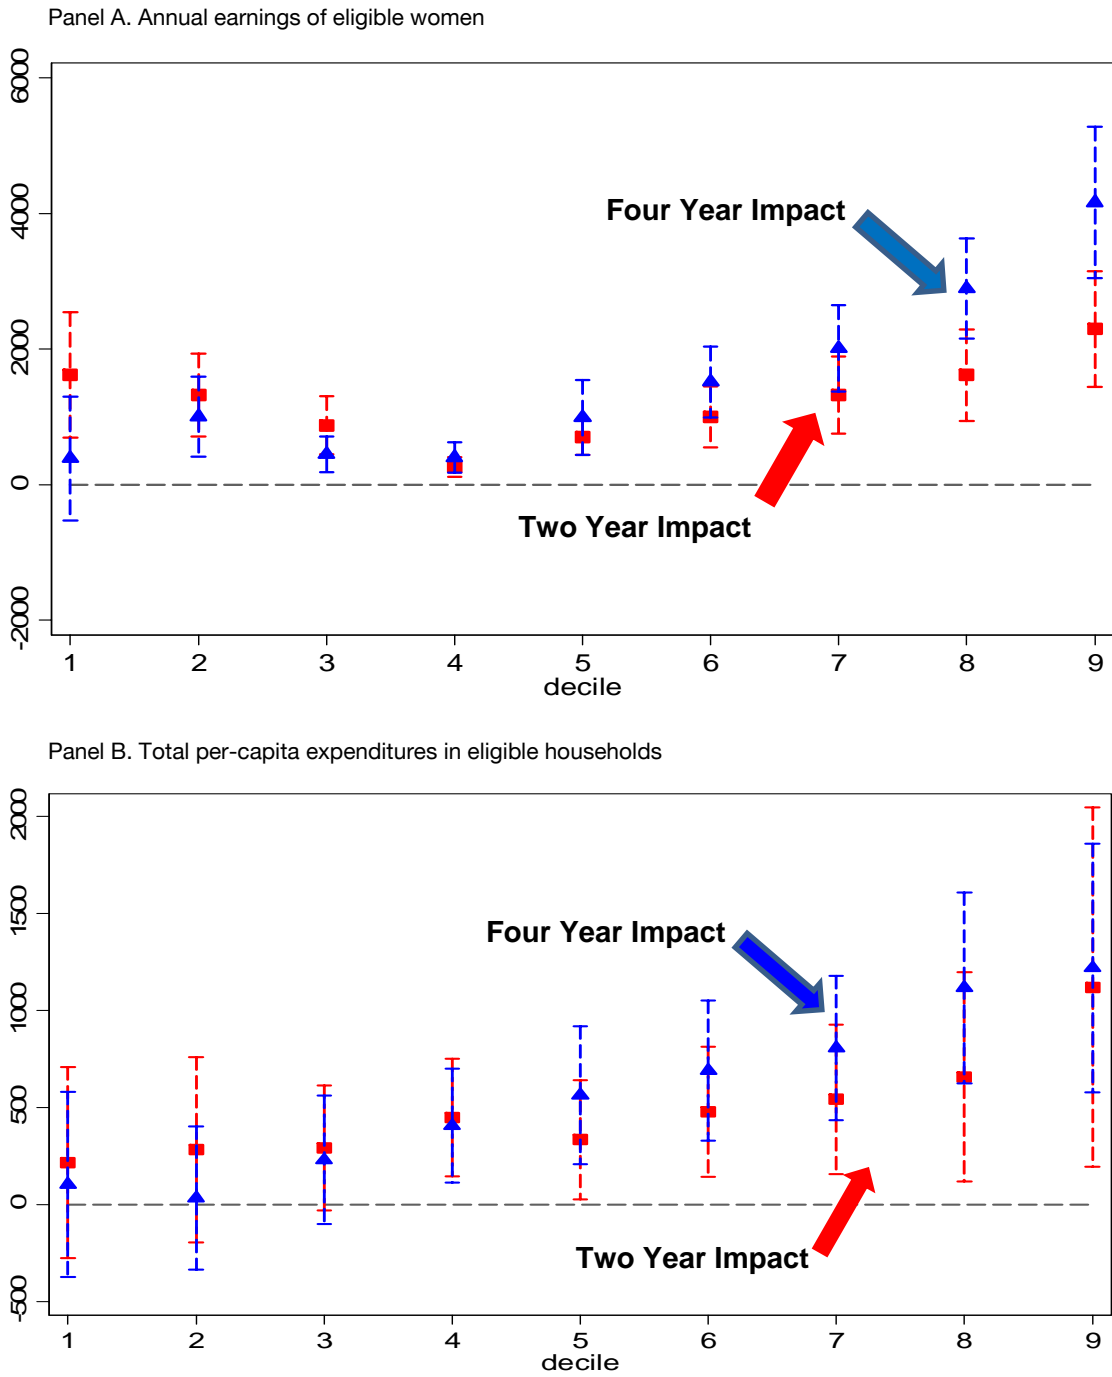 Panel A. Annual earnings of eligible women
6000
4000
2000
0
-2000
Four Year Impact
Two Year Impact
1 2 3 4 5 6 7 8 9
decile
Panel B. Total per-capita expenditures in eligible households
2000
1500
1000
500
0
-500
Four Year Impact
Two Year Impact
1 2 3 4 5 6 7 8 9
decile